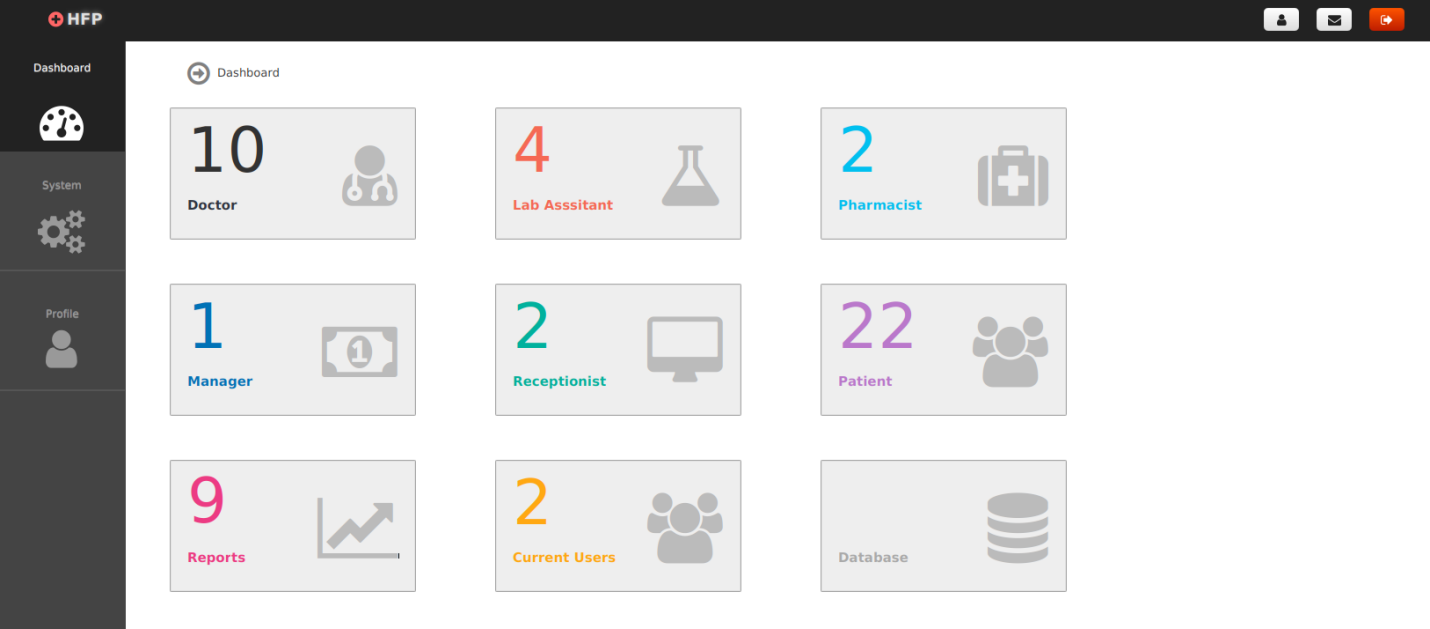 HFP
Dashboard
System
Profile
Dashboard
10
Doctor
4
Lab Asssitant
2
Pharmacist
1
Manager
1
2
Receptionist
22
Patient
9
Reports
2
Current Users
Database